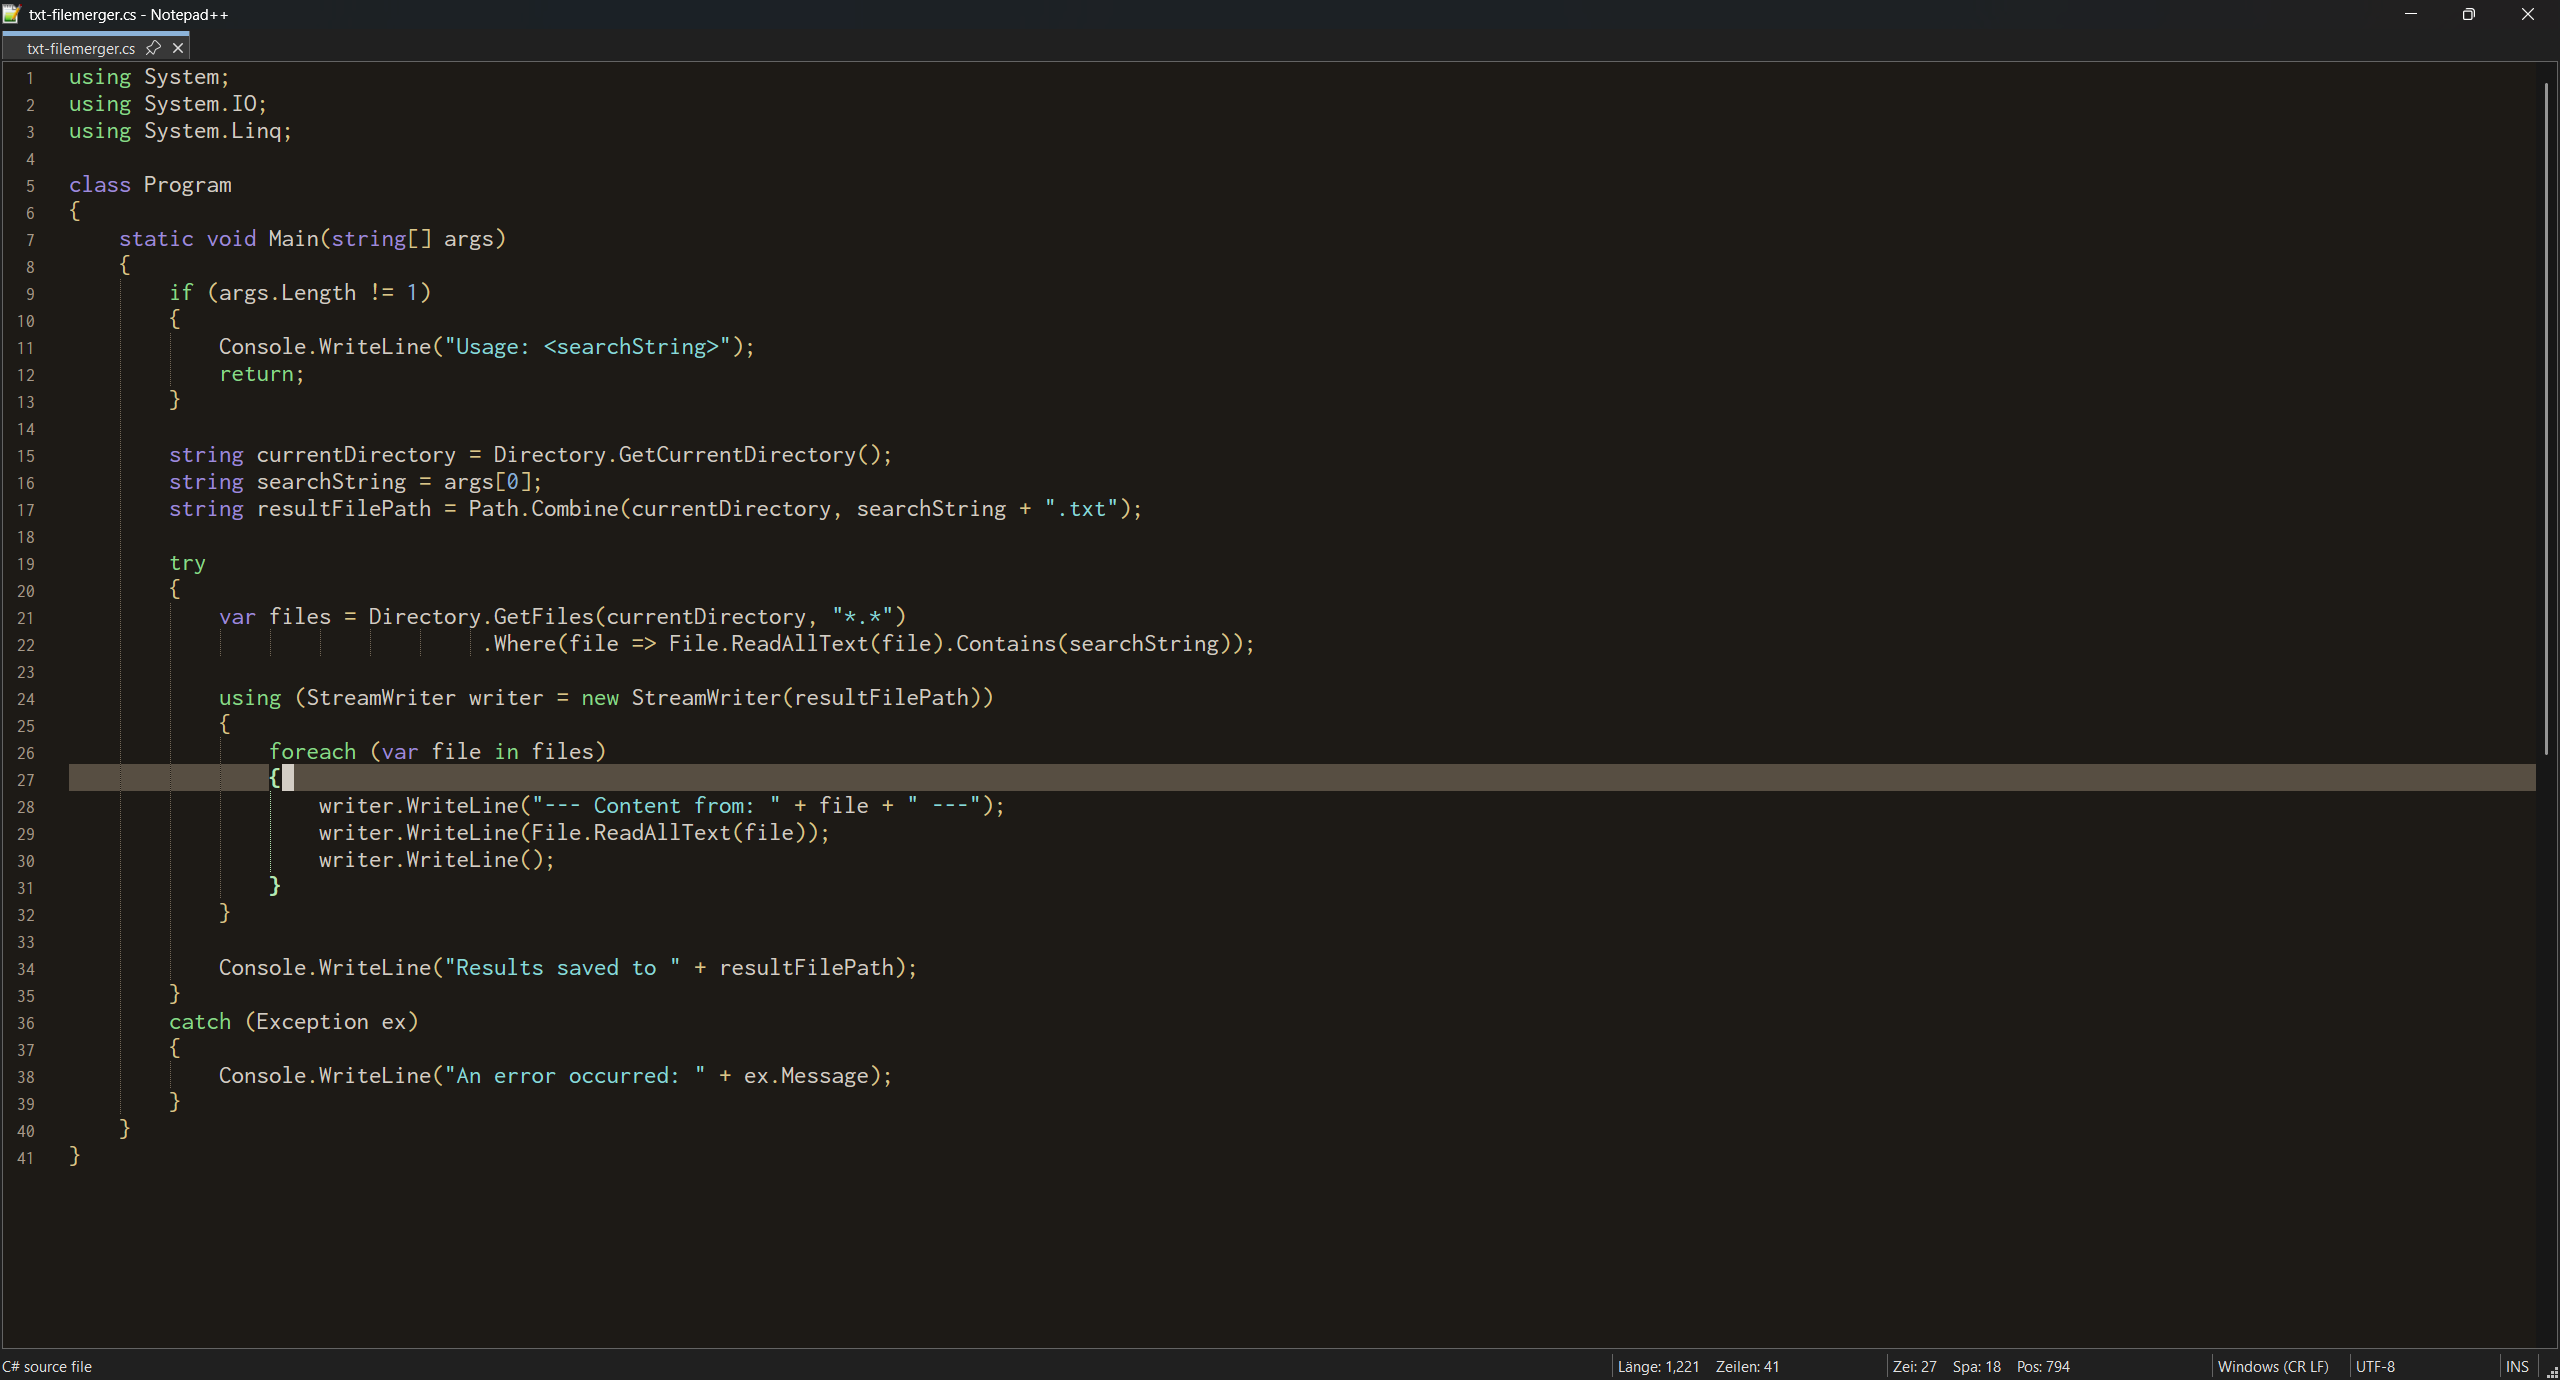 txt-filemerger.cs - Notepad++
txt-filemerger.cs
1 using System;
2 using System.IO;
3 using System.Linq;
4
5 class Program
6 {
7     static void Main(string[] args)
8     {
9         if (args.Length != 1)
10         {
11             Console.WriteLine("Usage: <searchString>");
12             return;
13         }
14
15         string currentDirectory = Directory.GetCurrentDirectory();
16         string searchString = args[0];
17         string resultFilePath = Path.Combine(currentDirectory, searchString + ".txt");
18
19         try
20         {
21             var files = Directory.GetFiles(currentDirectory, "*.*")
22                                  .Where(file => File.ReadAllText(file).Contains(searchString));
23
24             using (StreamWriter writer = new StreamWriter(resultFilePath))
25             {
26                 foreach (var file in files)
27                 {
28                     writer.WriteLine("--- Content from: " + file + " ---");
29                     writer.WriteLine(File.ReadAllText(file));
30                     writer.WriteLine();
31                 }
32             }
33
34             Console.WriteLine("Results saved to " + resultFilePath);
35         }
36         catch (Exception ex)
37         {
38             Console.WriteLine("An error occurred: " + ex.Message);
39         }
40     }
41 }
C# source file Länge: 1,221 Zeilen: 41 Zei: 27 Spa: 18 Pos: 794 Windows (CR LF) UTF-8 INS